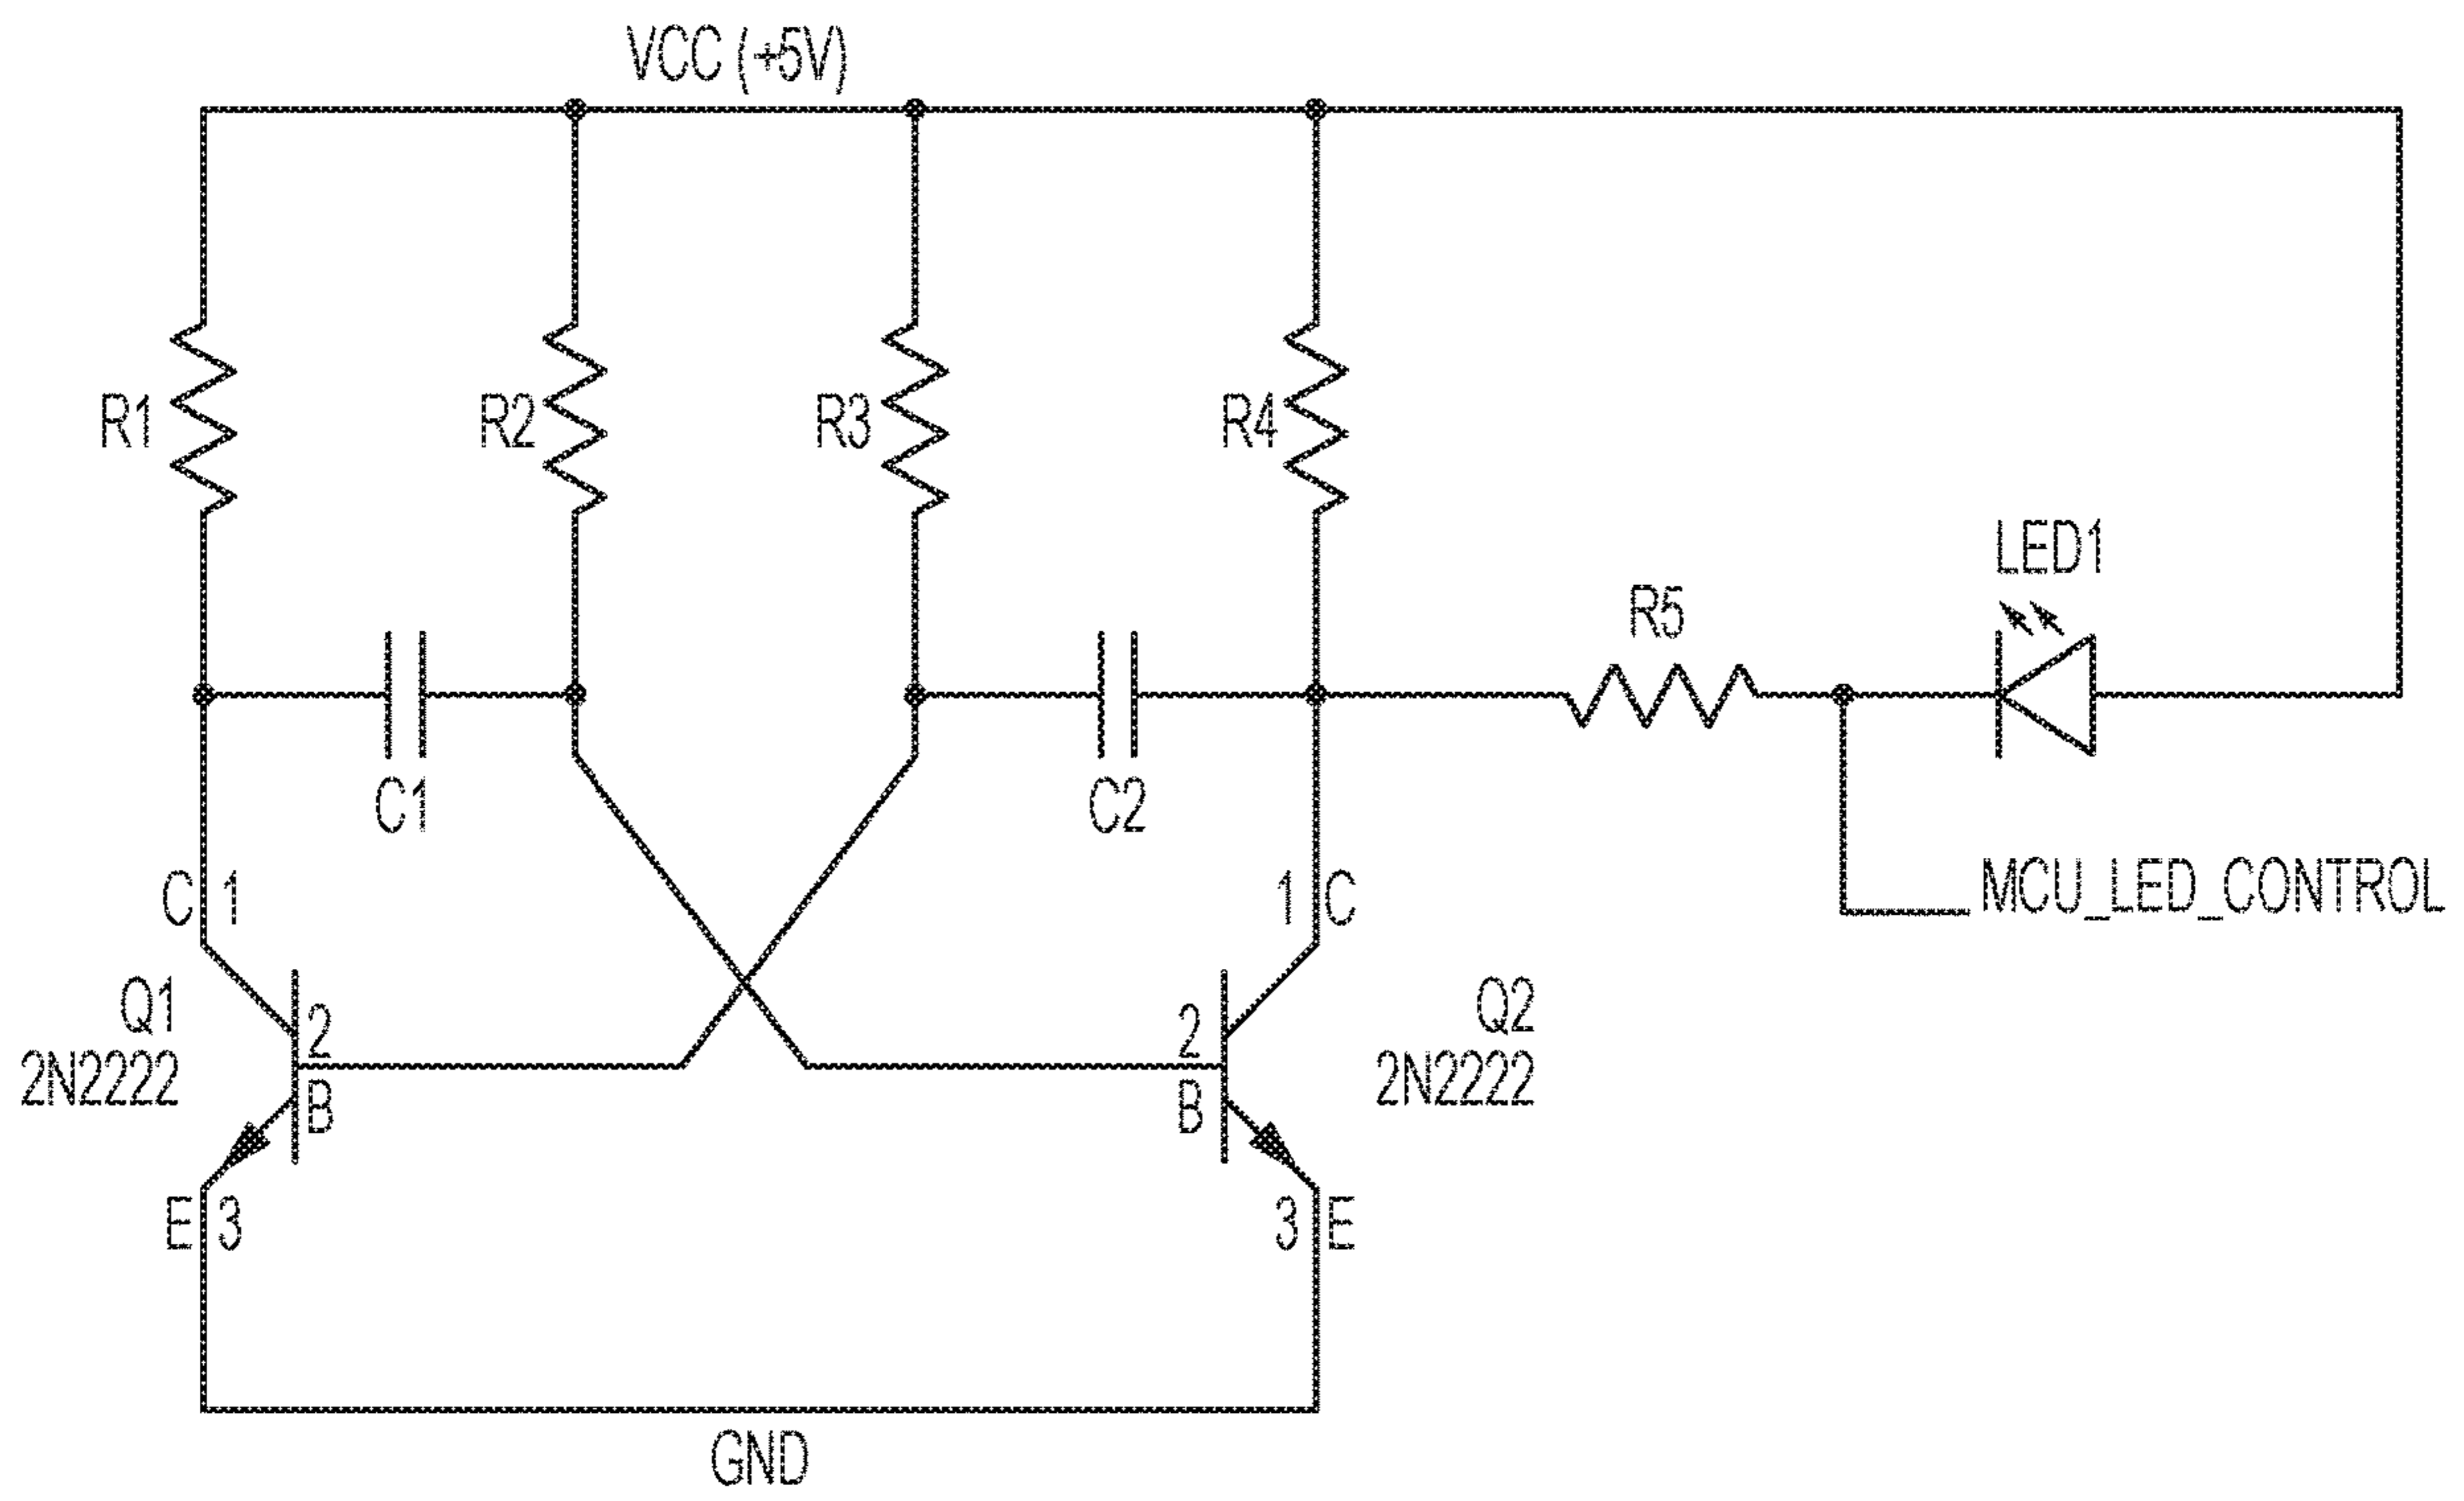 VCC (+5V)
R1
R2
R3
R4
LED1
R5
C1
C2
C 1
1 C
MCU_LED_CONTROL
Q1
2N2222
2
B
2
B
Q2
2N2222
E 3
3 E
GND